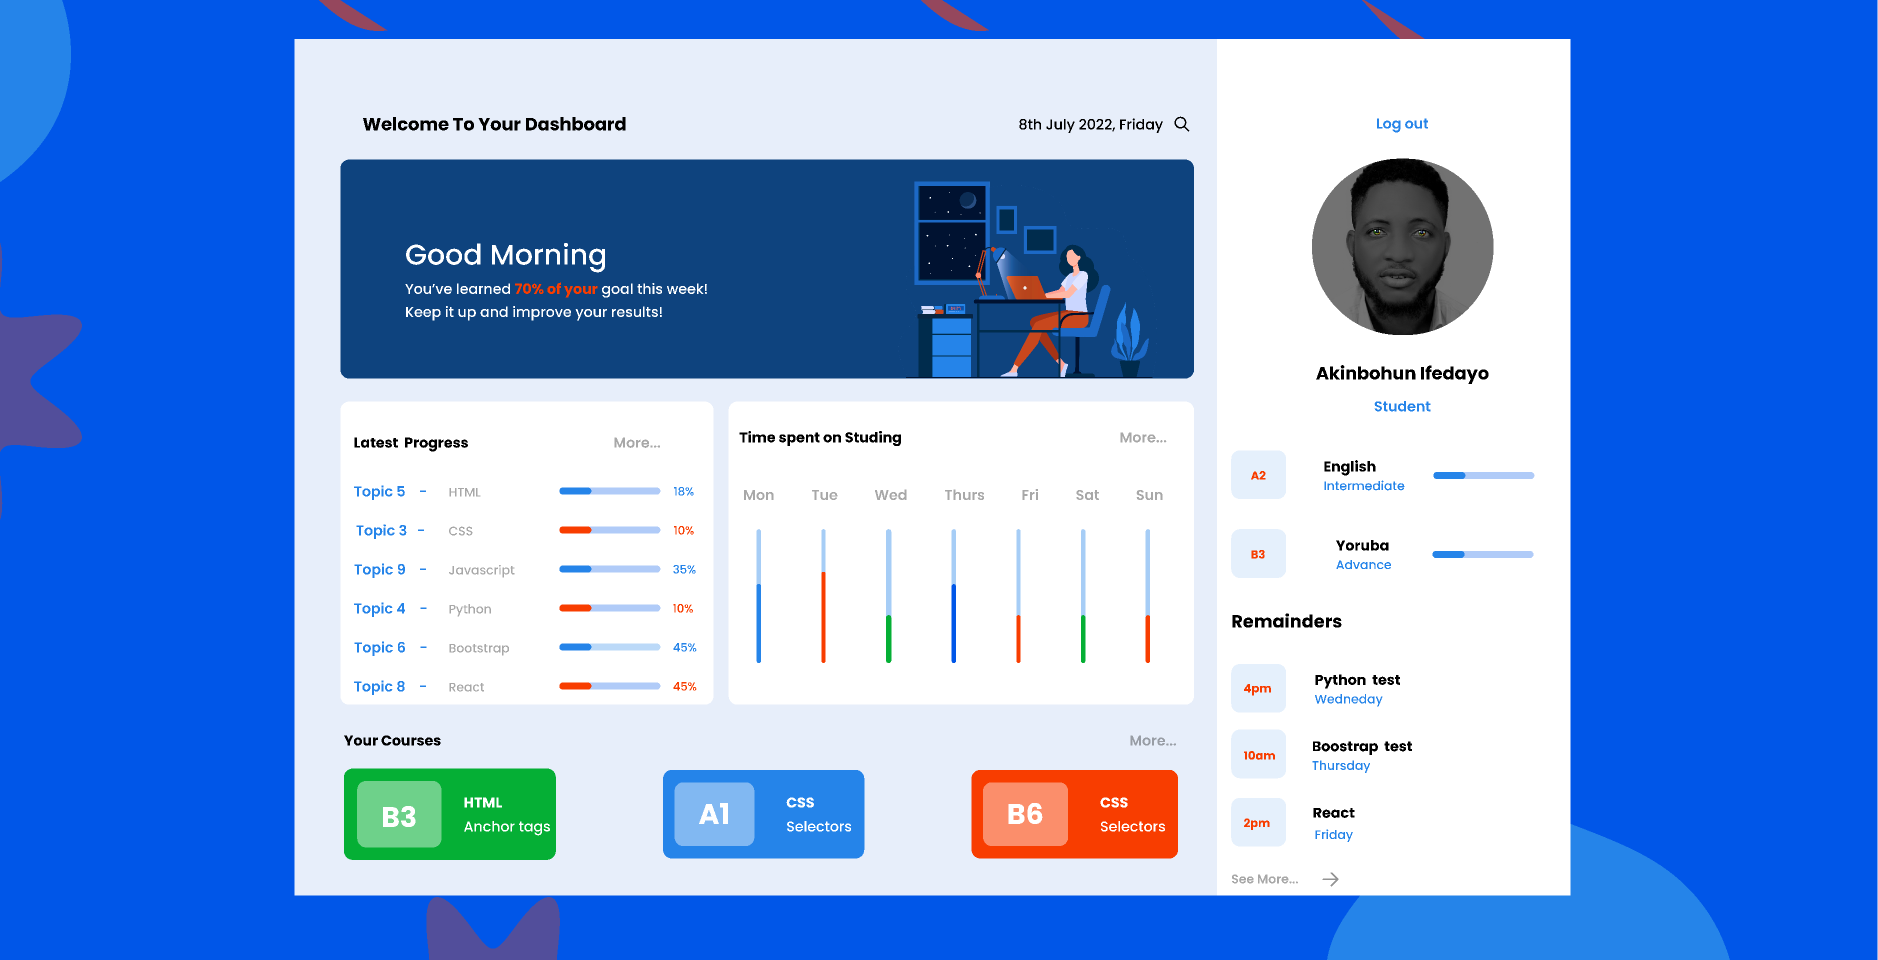 Welcome To Your Dashboard
8th July 2022, Friday
Log out
Good Morning
You've learned 70% of your goal this week!
Keep it up and improve your results!
Akinbohun Ifedayo
Student
Latest Progress
More...
Topic 5 - HTML 18%
Topic 3 - CSS 10%
Topic 9 - Javascript 35%
Topic 4 - Python 10%
Topic 6 - Bootstrap 45%
Topic 8 - React 45%
Time spent on Studing
More...
Mon Tue Wed Thurs Fri Sat Sun
A2
English
Intermediate
B3
Yoruba
Advance
Remainders
4pm
Python test
Wedneday
10am
Boostrap test
Thursday
2pm
React
Friday
See More...
Your Courses
More...
B3
HTML
Anchor tags
A1
CSS
Selectors
B6
CSS
Selectors